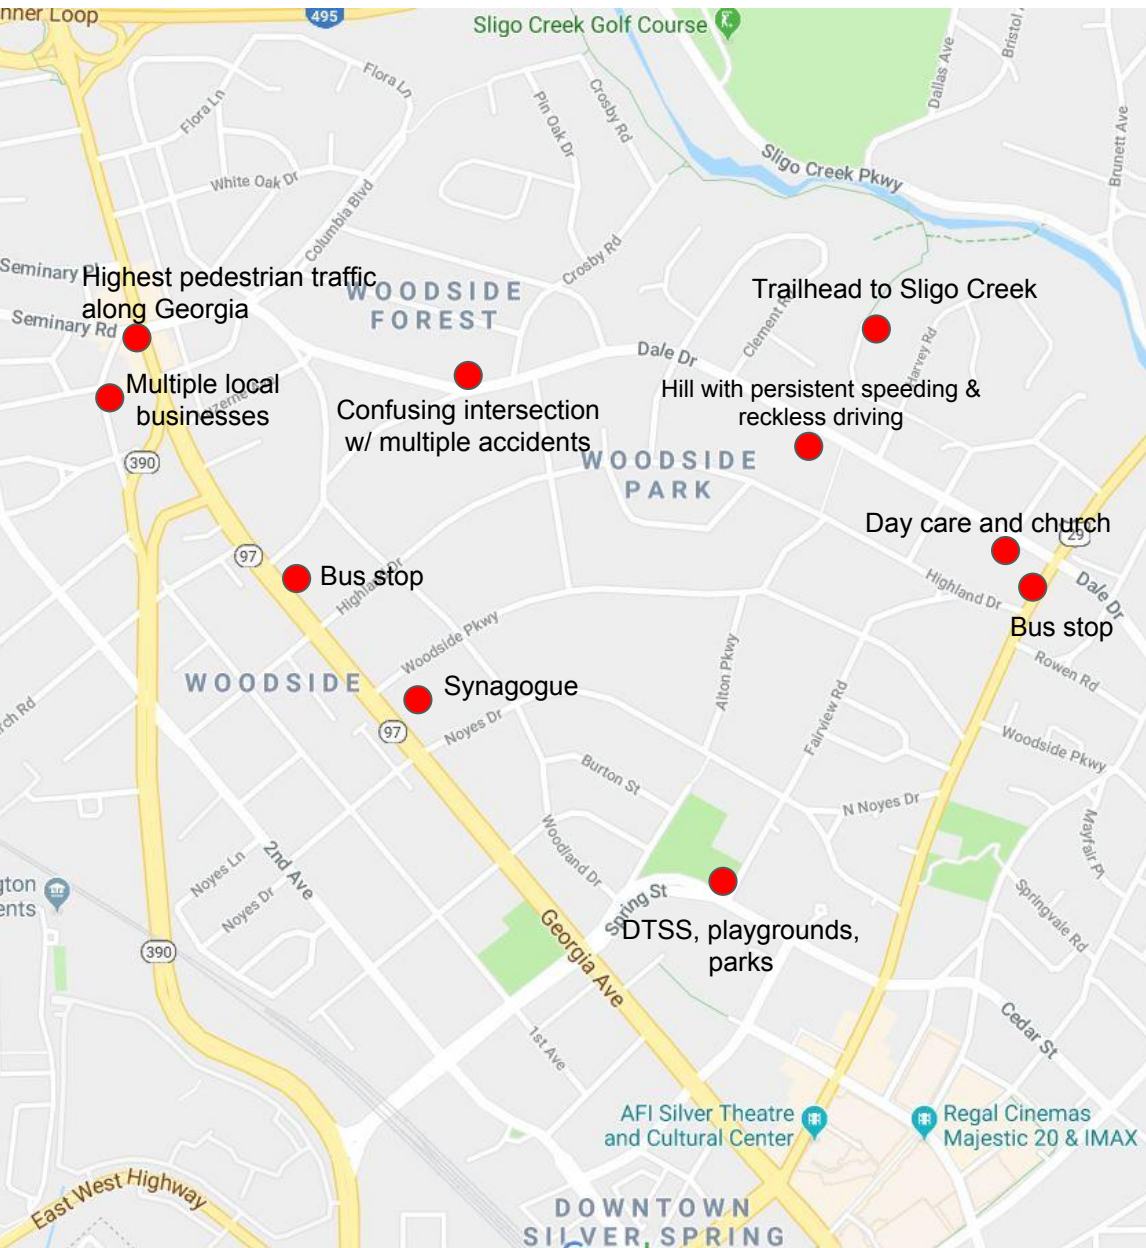 nner Loop
495
Sligo Creek Golf Course
Bristol
Dallas Ave
Flora Ln
Flora Ln
Crosby Rd
Pin Oak Dr
Brunett Ave
Sligo Creek Pkwy
White Oak Dr
Columbia Blvd
Crosby Rd
Seminary Pl
Highest pedestrian traffic
along Georgia
WOODSIDE
FOREST
Trailhead to Sligo Creek
Clement Rd
Seminary Rd
Dale Dr
Harvey Rd
Multiple local
businesses
Hill with persistent speeding &
reckless driving
Confusing intersection
w/ multiple accidents
390
WOODSIDE
PARK
Day care and church
29
97
Bus stop
Highland Dr
Highland Dr
Dale Dr
Bus stop
Woodside Pkwy
Alton Pkwy
Rowen Rd
WOODSIDE
Synagogue
rch Rd
97
Noyes Dr
Fairview Rd
Woodside Pkwy
Burton St
N Noyes Dr
Mayfair Pl
Woodland Dr
2nd Ave
Noyes Ln
Noyes Dr
gton
ents
Spring St
Springvale Rd
390
Georgia Ave
DTSS, playgrounds,
parks
1st Ave
Cedar St
AFI Silver Theatre
and Cultural Center
Regal Cinemas
Majestic 20 & IMAX
East West Highway
DOWNTOWN
SILVER SPRING